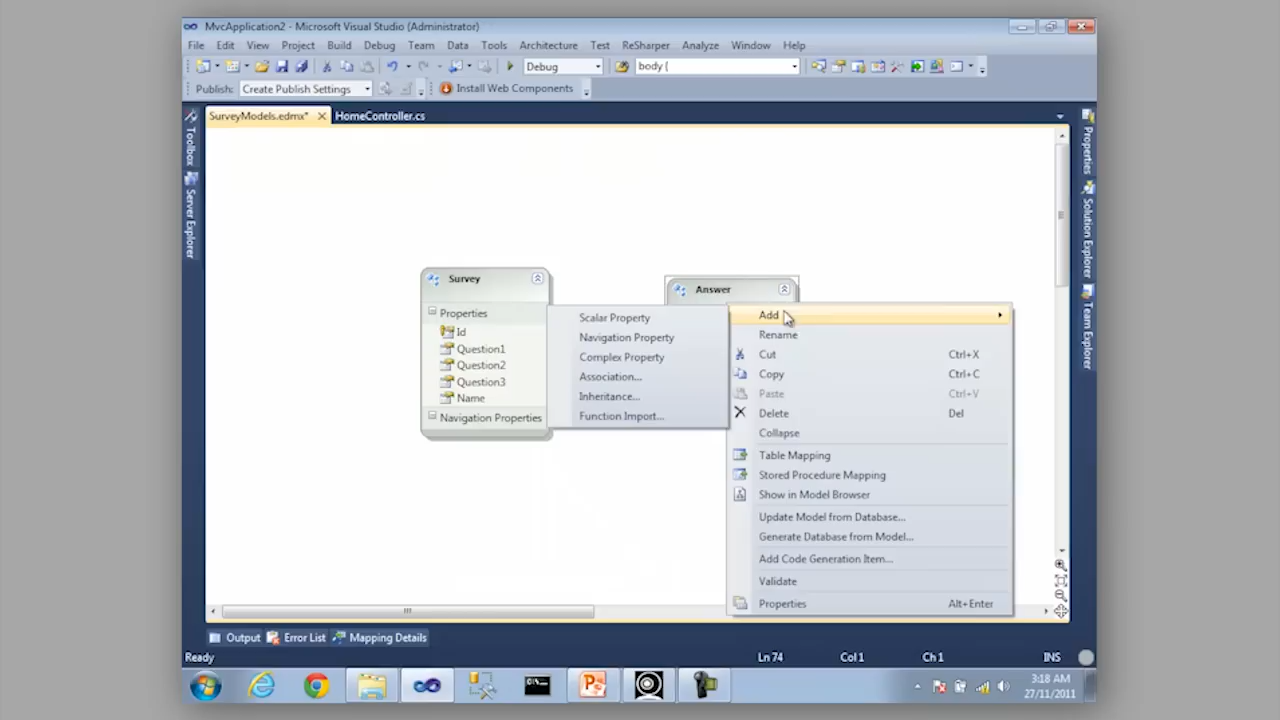 MvcApplication2 - Microsoft Visual Studio (Administrator)
File Edit View Project Build Debug Team Data Tools Architecture Test ReSharper Analyze Window Help
Debug body {
Publish: Create Publish Settings Install Web Components
SurveyModels.edmx* HomeController.cs
Toolbox
Server Explorer
Properties
Solution Explorer
Team Explorer
Survey
Properties
Id
Question1
Question2
Question3
Name
Navigation Properties
Answer
Scalar Property
Navigation Property
Complex Property
Association...
Inheritance...
Function Import...
Add
Rename
Cut Ctrl+X
Copy Ctrl+C
Paste Ctrl+V
Delete Del
Collapse
Table Mapping
Stored Procedure Mapping
Show in Model Browser
Update Model from Database...
Generate Database from Model...
Add Code Generation Item...
Validate
Properties Alt+Enter
Output Error List Mapping Details
Ready Ln 74 Col 1 Ch 1 INS
3:18 AM
27/11/2011